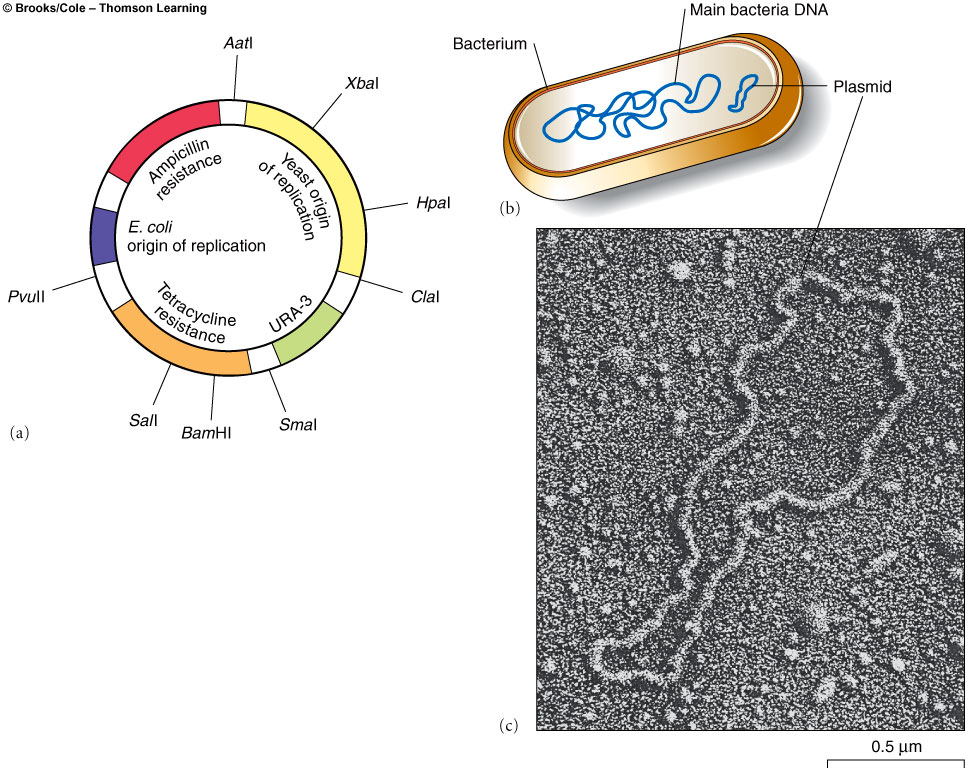 © Brooks/Cole – Thomson Learning
AatI
XbaI
HpaI
ClaI
SmaI
BamHI
SalI
PvuII
Ampicillin
resistance
Yeast origin
of replication
E. coli
origin of replication
Tetracycline
resistance
URA-3
(a)
Main bacteria DNA
Bacterium
Plasmid
(b)
(c)
0.5 µm